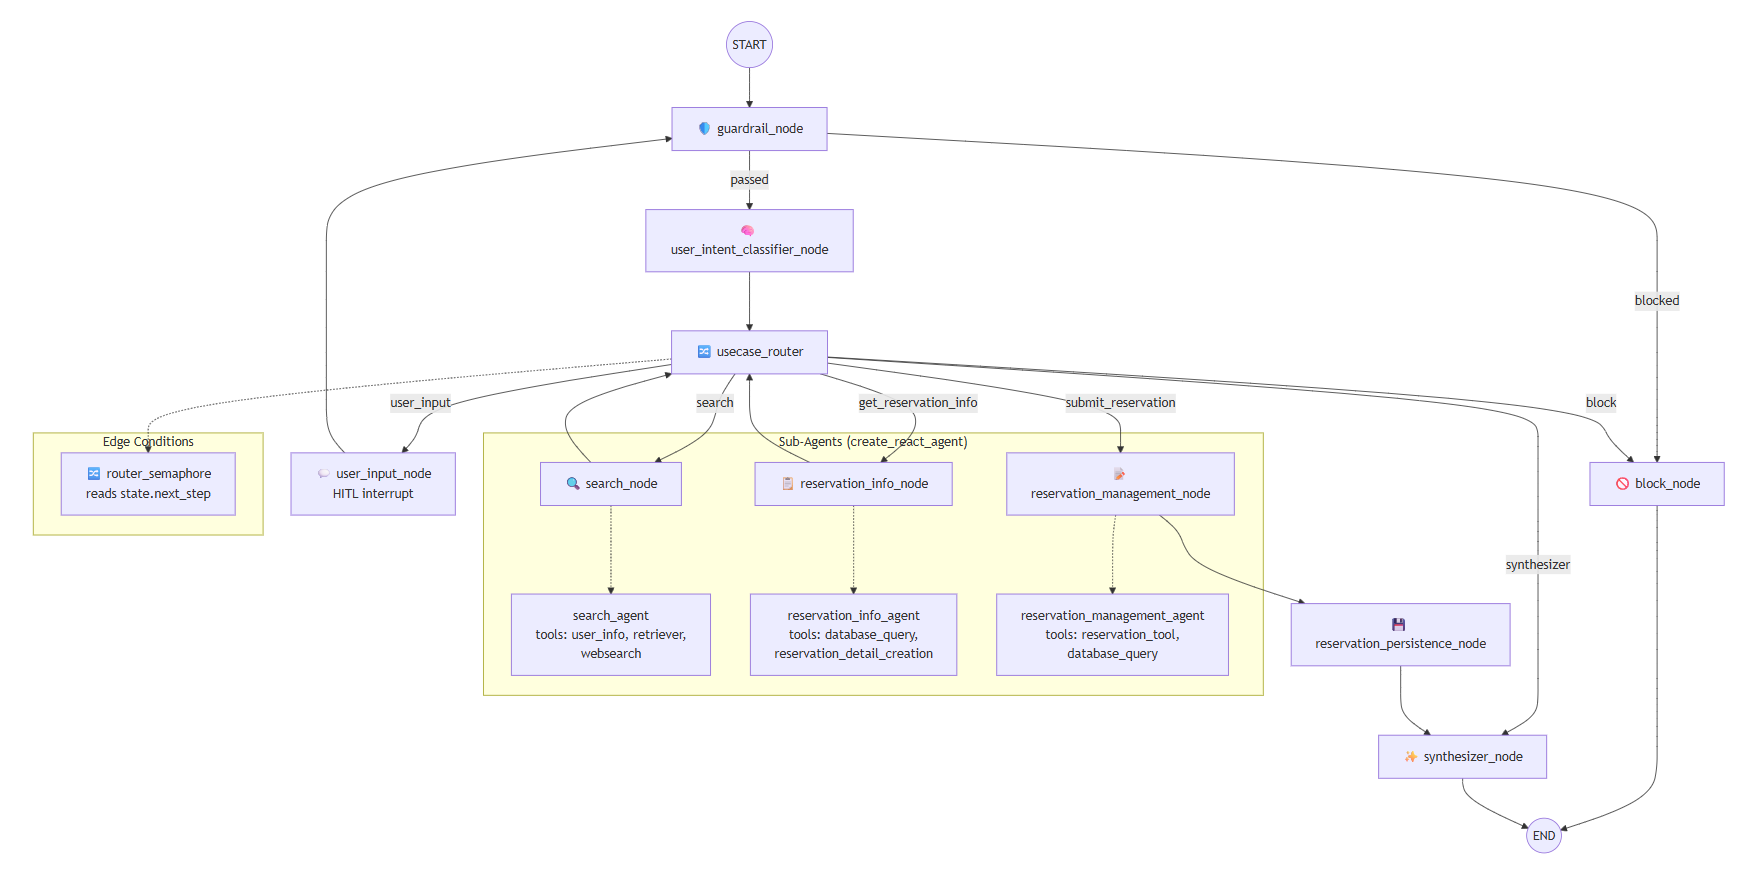 START
guardrail_node
passed
user_intent_classifier_node
blocked
usecase_router
user_input
search
get_reservation_info
submit_reservation
block
Edge Conditions
router_semaphore
reads state.next_step
user_input_node
HITL interrupt
Sub-Agents (create_react_agent)
search_node
reservation_info_node
reservation_management_node
block_node
synthesizer
search_agent
tools: user_info, retriever,
websearch
reservation_info_agent
tools: database_query,
reservation_detail_creation
reservation_management_agent
tools: reservation_tool,
database_query
reservation_persistence_node
synthesizer_node
END